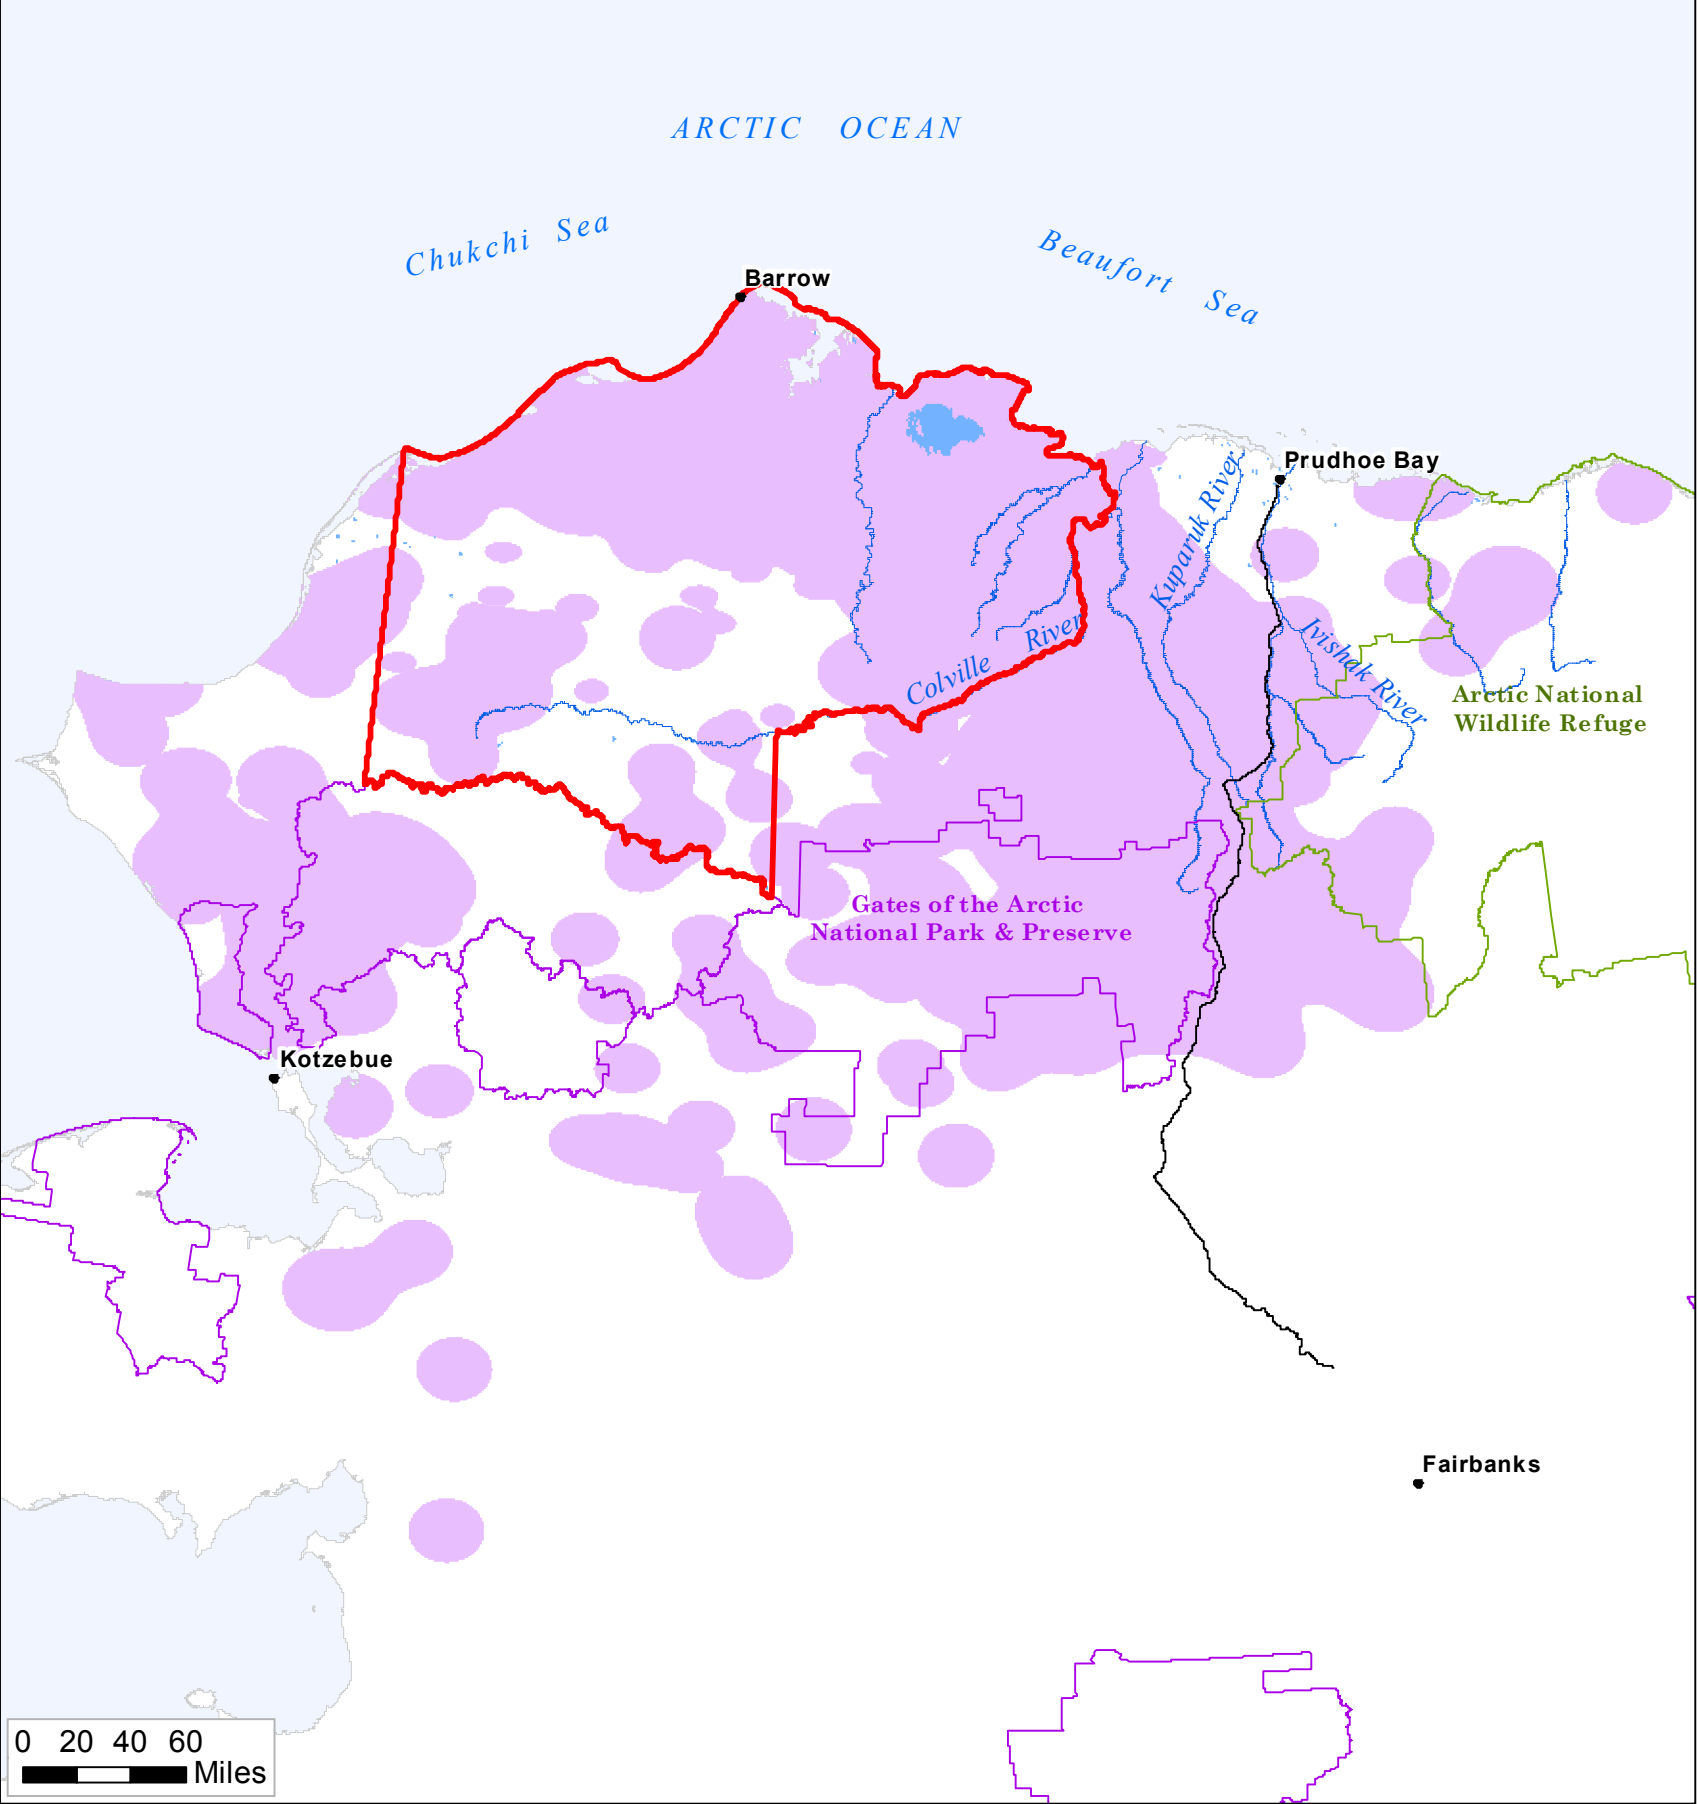 ARCTIC OCEAN
Chukchi Sea
Beaufort Sea
Barrow
Prudhoe Bay
Kuparuk River
Colville River
Ivishak River
Arctic National
Wildlife Refuge
Gates of the Arctic
National Park & Preserve
Kotzebue
Fairbanks
0 20 40 60
Miles